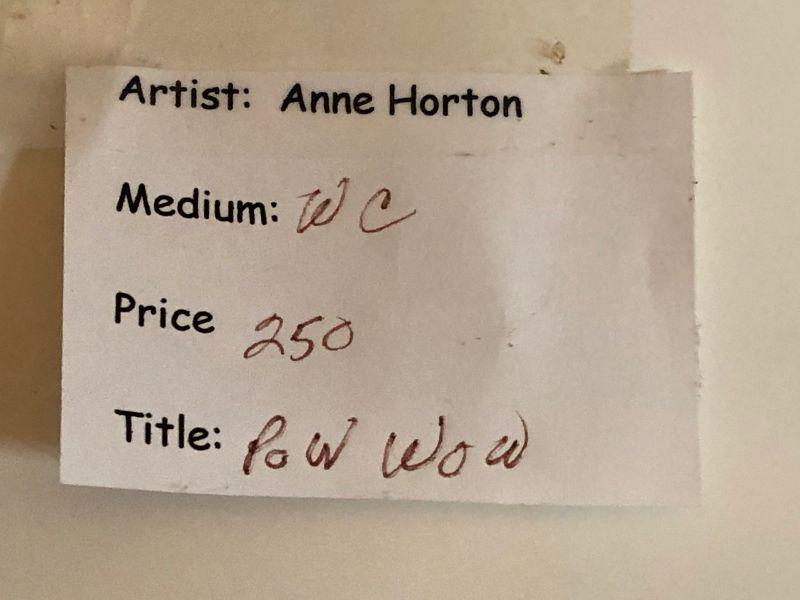 Artist: Anne Horton
Medium: WC
Price 250
Title: Pow Wow